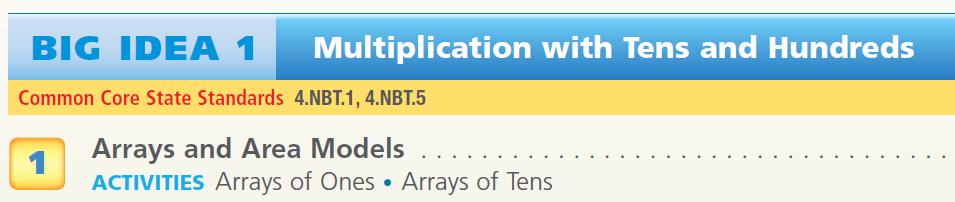 BIG IDEA 1 Multiplication with Tens and Hundreds
Common Core State Standards 4.NBT.1, 4.NBT.5
1 Arrays and Area Models . . . . . . . . . . . . . . . . . . . . . . . . . . . . . . . . . . .
ACTIVITIES Arrays of Ones • Arrays of Tens